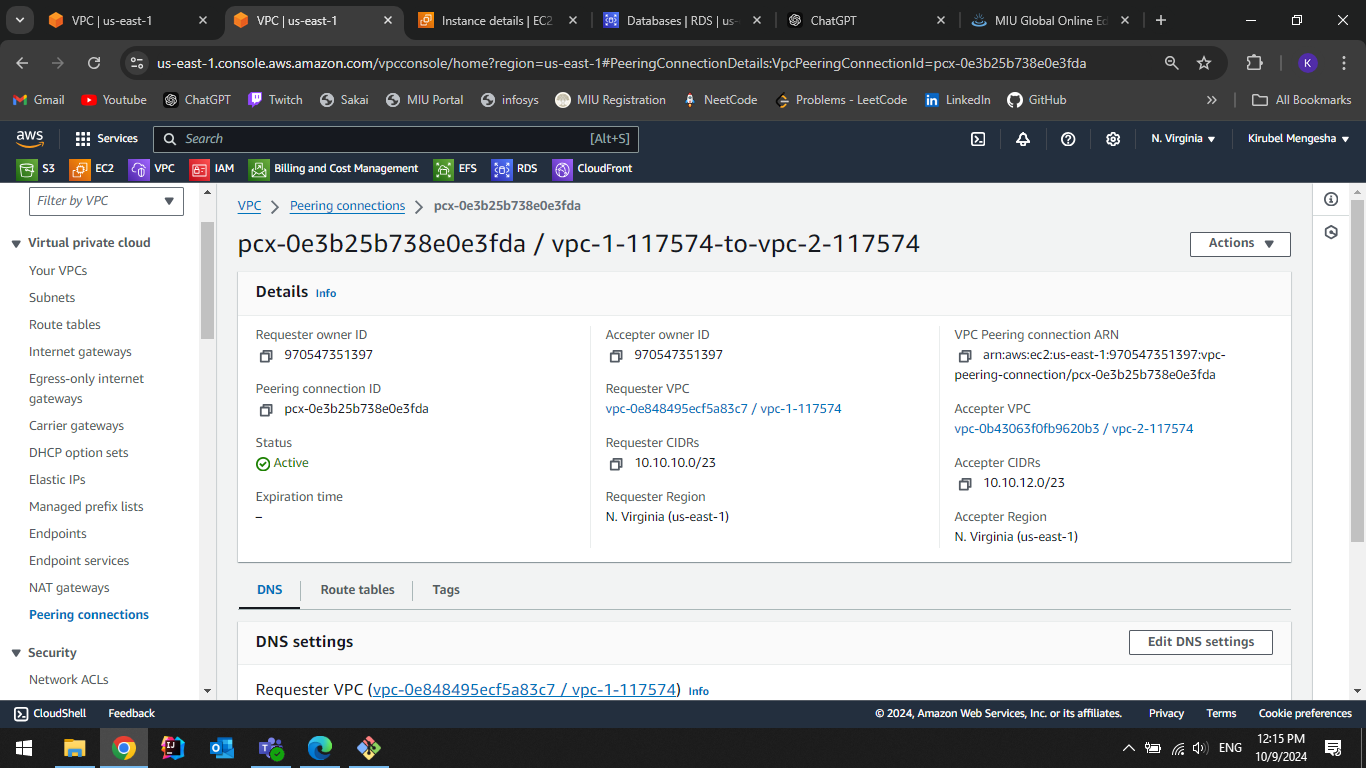 VPC | us-east-1
VPC | us-east-1
Instance details | EC2
Databases | RDS | us-
ChatGPT
MIU Global Online Ed
us-east-1.console.aws.amazon.com/vpcconsole/home?region=us-east-1#PeeringConnectionDetails:VpcPeeringConnectionId=pcx-0e3b25b738e0e3fda
K
Gmail
Youtube
ChatGPT
Twitch
Sakai
MIU Portal
infosys
MIU Registration
NeetCode
Problems - LeetCode
LinkedIn
GitHub
All Bookmarks
aws
Services
Search
[Alt+S]
N. Virginia
Kirubel Mengesha
S3
EC2
VPC
IAM
Billing and Cost Management
EFS
RDS
CloudFront
Filter by VPC
Virtual private cloud
Your VPCs
Subnets
Route tables
Internet gateways
Egress-only internet
gateways
Carrier gateways
DHCP option sets
Elastic IPs
Managed prefix lists
Endpoints
Endpoint services
NAT gateways
Peering connections
Security
Network ACLs
VPC
Peering connections
pcx-0e3b25b738e0e3fda
pcx-0e3b25b738e0e3fda / vpc-1-117574-to-vpc-2-117574
Actions
Details Info
Requester owner ID
970547351397
Peering connection ID
pcx-0e3b25b738e0e3fda
Status
Active
Expiration time
–
Accepter owner ID
970547351397
Requester VPC
vpc-0e848495ecf5a83c7 / vpc-1-117574
Requester CIDRs
10.10.10.0/23
Requester Region
N. Virginia (us-east-1)
VPC Peering connection ARN
arn:aws:ec2:us-east-1:970547351397:vpc-
peering-connection/pcx-0e3b25b738e0e3fda
Accepter VPC
vpc-0b43063f0fb9620b3 / vpc-2-117574
Accepter CIDRs
10.10.12.0/23
Accepter Region
N. Virginia (us-east-1)
DNS
Route tables
Tags
DNS settings
Edit DNS settings
Requester VPC (vpc-0e848495ecf5a83c7 / vpc-1-117574) Info
CloudShell
Feedback
© 2024, Amazon Web Services, Inc. or its affiliates.
Privacy
Terms
Cookie preferences
ENG
12:15 PM
10/9/2024